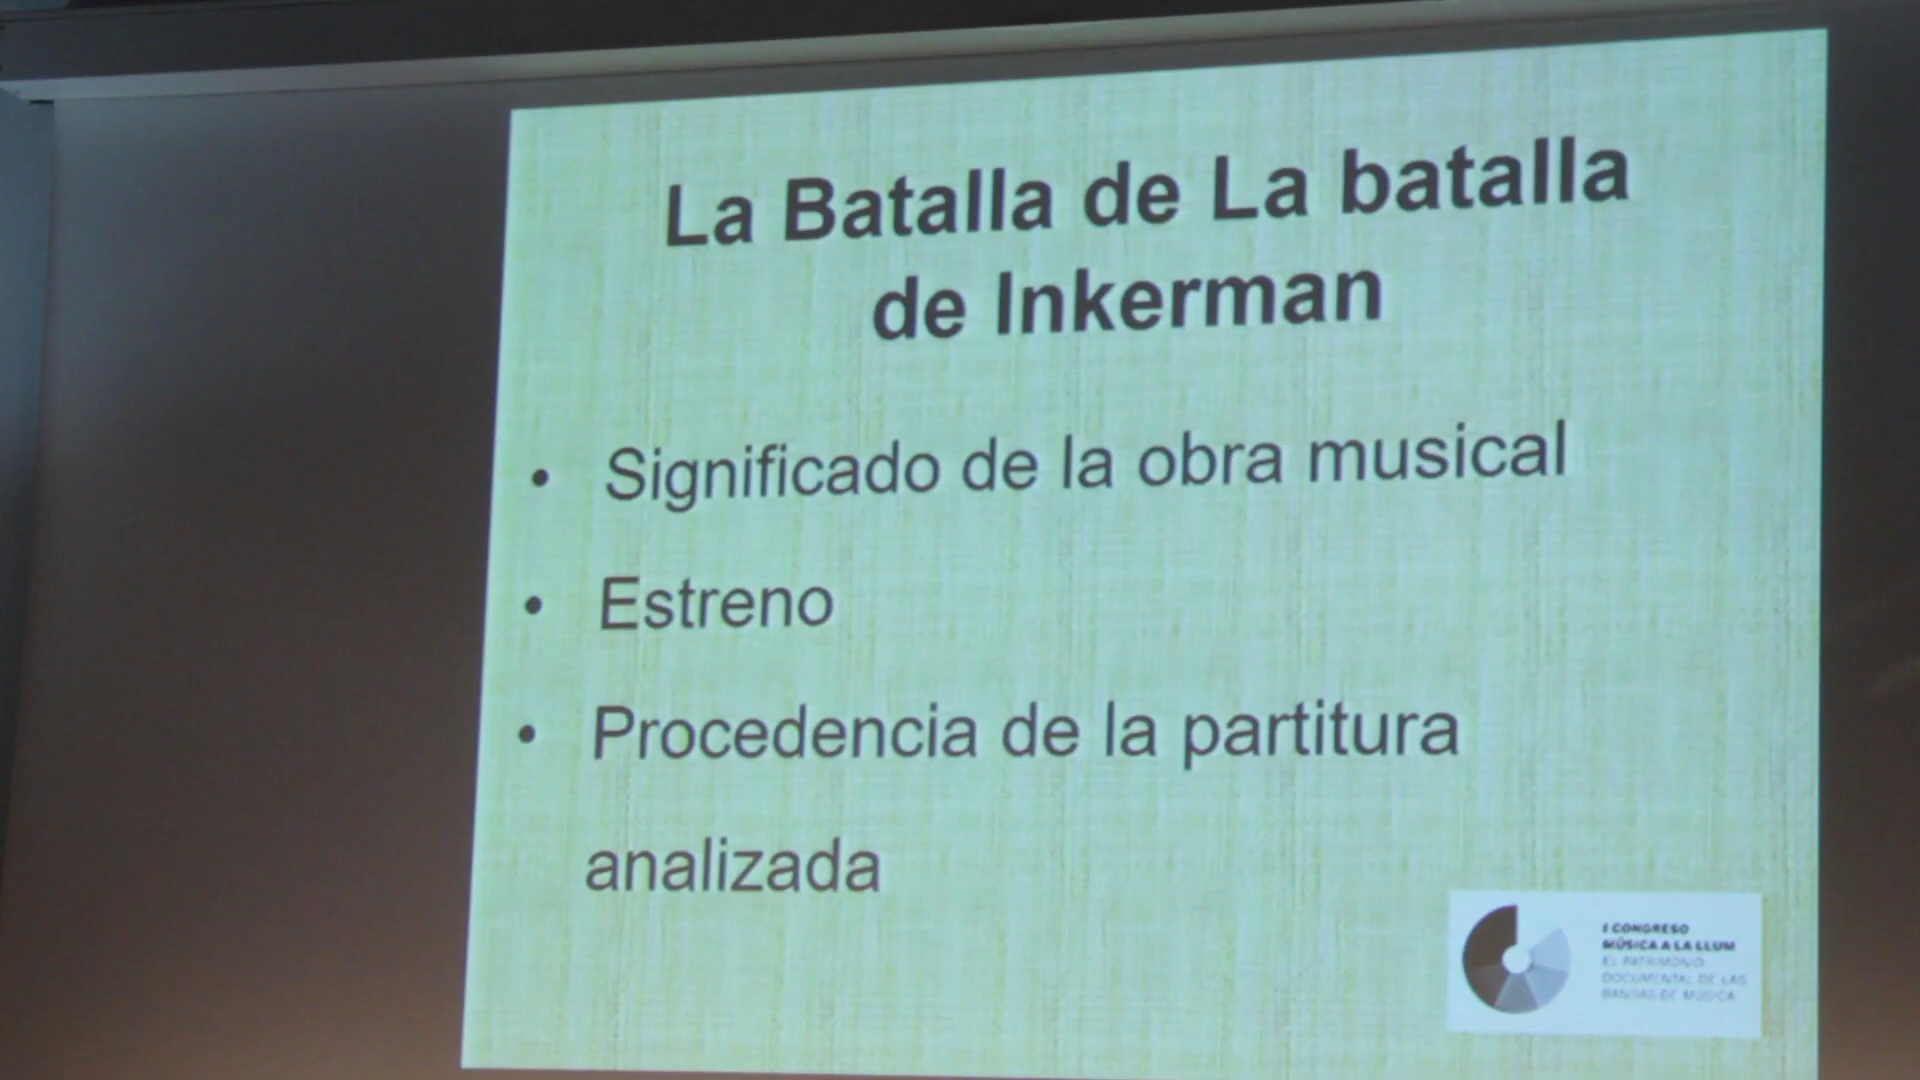 La Batalla de La batalla
de Inkerman
• Significado de la obra musical
• Estreno
• Procedencia de la partitura
analizada
I CONGRESO
MÚSICA A LA LLUM
EL PATRIMONIO
DOCUMENTAL DE LAS
BANDAS DE MÚSICA